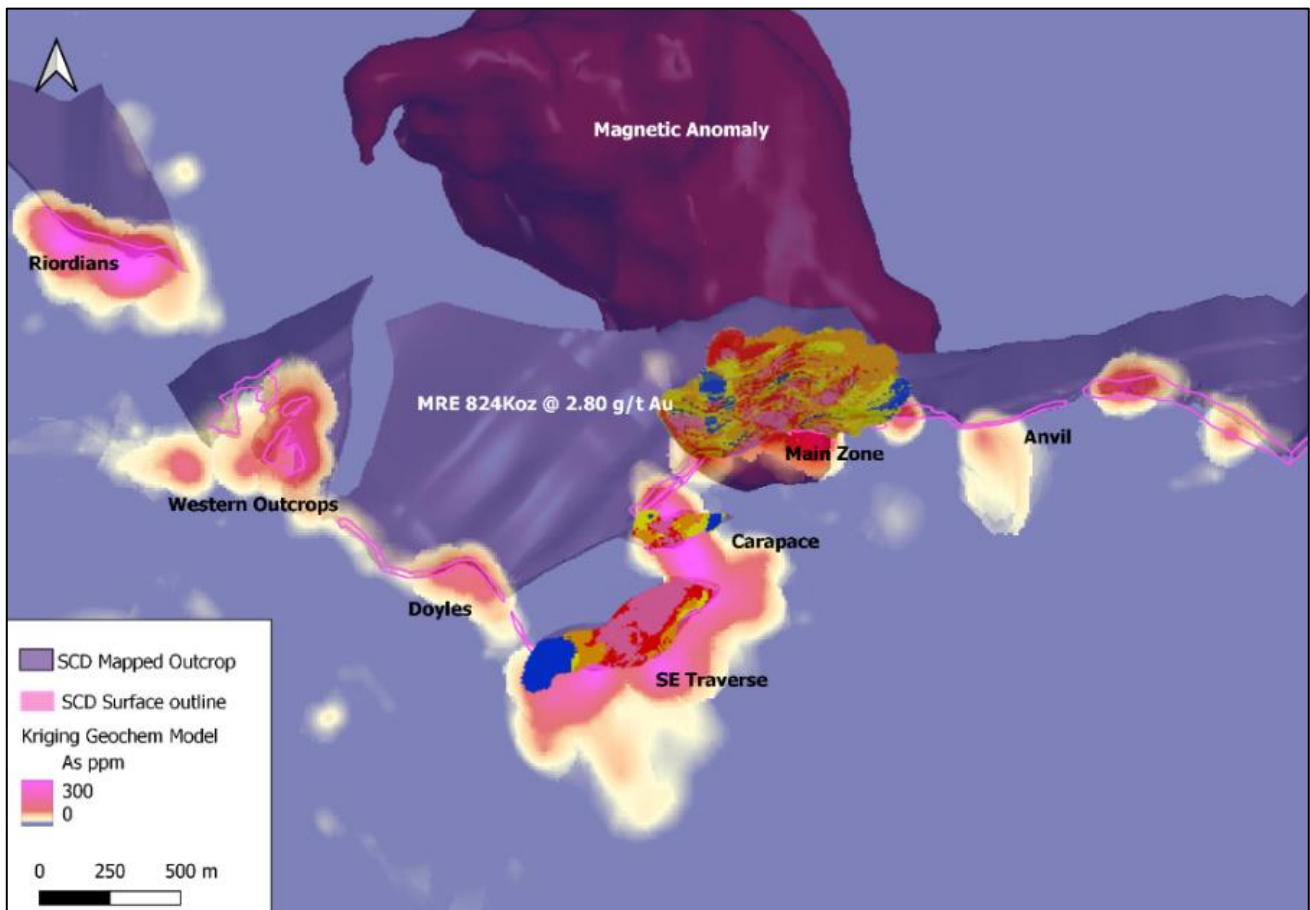 Magnetic Anomaly
Riordians
MRE 824Koz @ 2.80 g/t Au
Main Zone
Anvil
Western Outcrops
Carapace
Doyles
SE Traverse
SCD Mapped Outcrop
SCD Surface outline
Kriging Geochem Model
As ppm
300
0
0 250 500 m